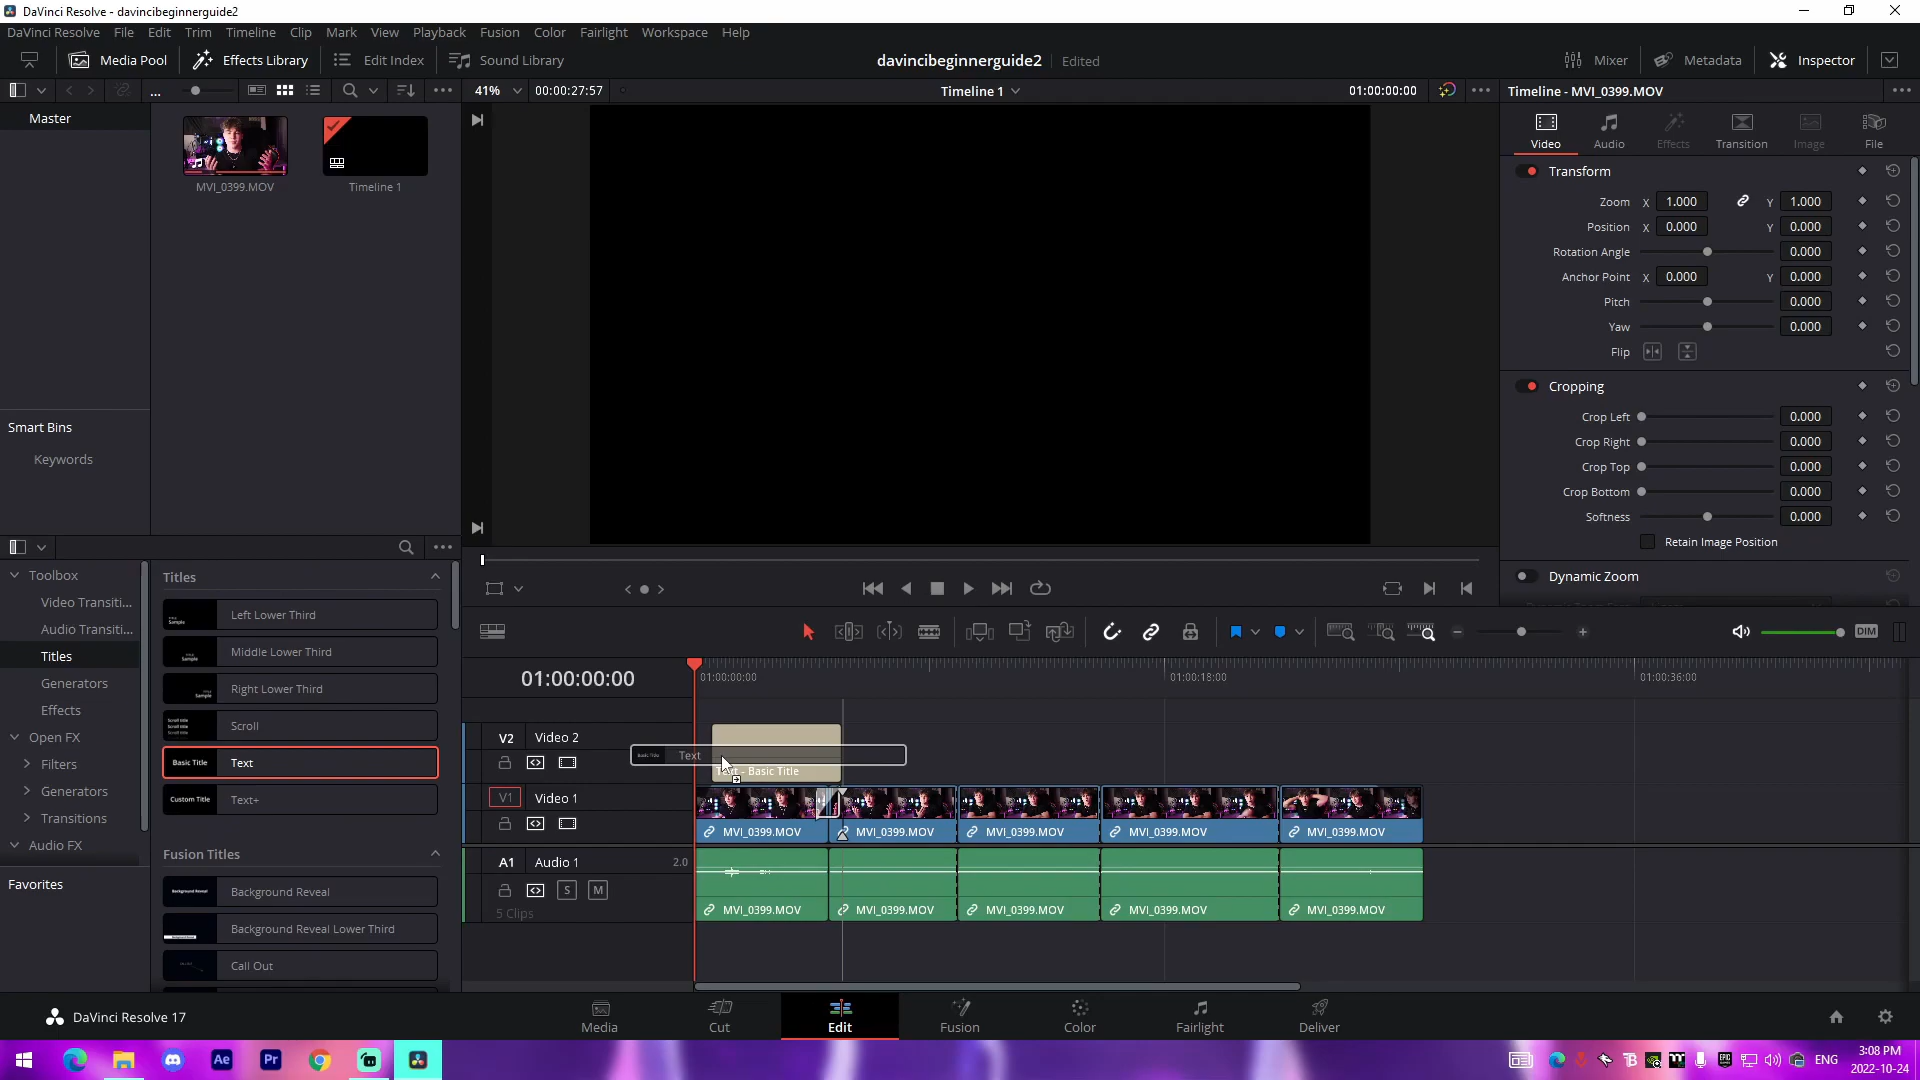 DaVinci Resolve - davincibeginnerguide2
DaVinci Resolve File Edit Trim Timeline Clip Mark View Playback Fusion Color Fairlight Workspace Help
Media Pool Effects Library Edit Index Sound Library davincibeginnerguide2 Edited Mixer Metadata Inspector
... 41% 00:00:27:57 Timeline 1 01:00:00:00 Timeline - MVI_0399.MOV
Master
MVI_0399.MOV Timeline 1
Smart Bins
Keywords
Video Audio Effects Transition Image File
Transform
Zoom X 1.000 Y 1.000
Position X 0.000 Y 0.000
Rotation Angle 0.000
Anchor Point X 0.000 Y 0.000
Pitch 0.000
Yaw 0.000
Flip
Cropping
Crop Left 0.000
Crop Right 0.000
Crop Top 0.000
Crop Bottom 0.000
Softness 0.000
Retain Image Position
Dynamic Zoom
Toolbox
Video Transiti...
Audio Transiti...
Titles
Generators
Effects
Open FX
Filters
Generators
Transitions
Audio FX
Favorites
Titles
Left Lower Third
Middle Lower Third
Sample Right Lower Third
Scroll
Basic Title Text
Custom Title Text+
Fusion Titles
Background Reveal Background Reveal
Background Reveal Lower Third
Call Out
DIM
01:00:00:00 01:00:00:00 01:00:18:00 01:00:36:00
V2 Video 2
Basic Title Text
- Basic Title
V1 Video 1
MVI_0399.MOV MVI_0399.MOV MVI_0399.MOV MVI_0399.MOV MVI_0399.MOV
A1 Audio 1 2.0
S M
5 Clips
MVI_0399.MOV MVI_0399.MOV MVI_0399.MOV MVI_0399.MOV MVI_0399.MOV
DaVinci Resolve 17
Media Cut Edit Fusion Color Fairlight Deliver
Ae Pr
ENG
3:08 PM
2022-10-24